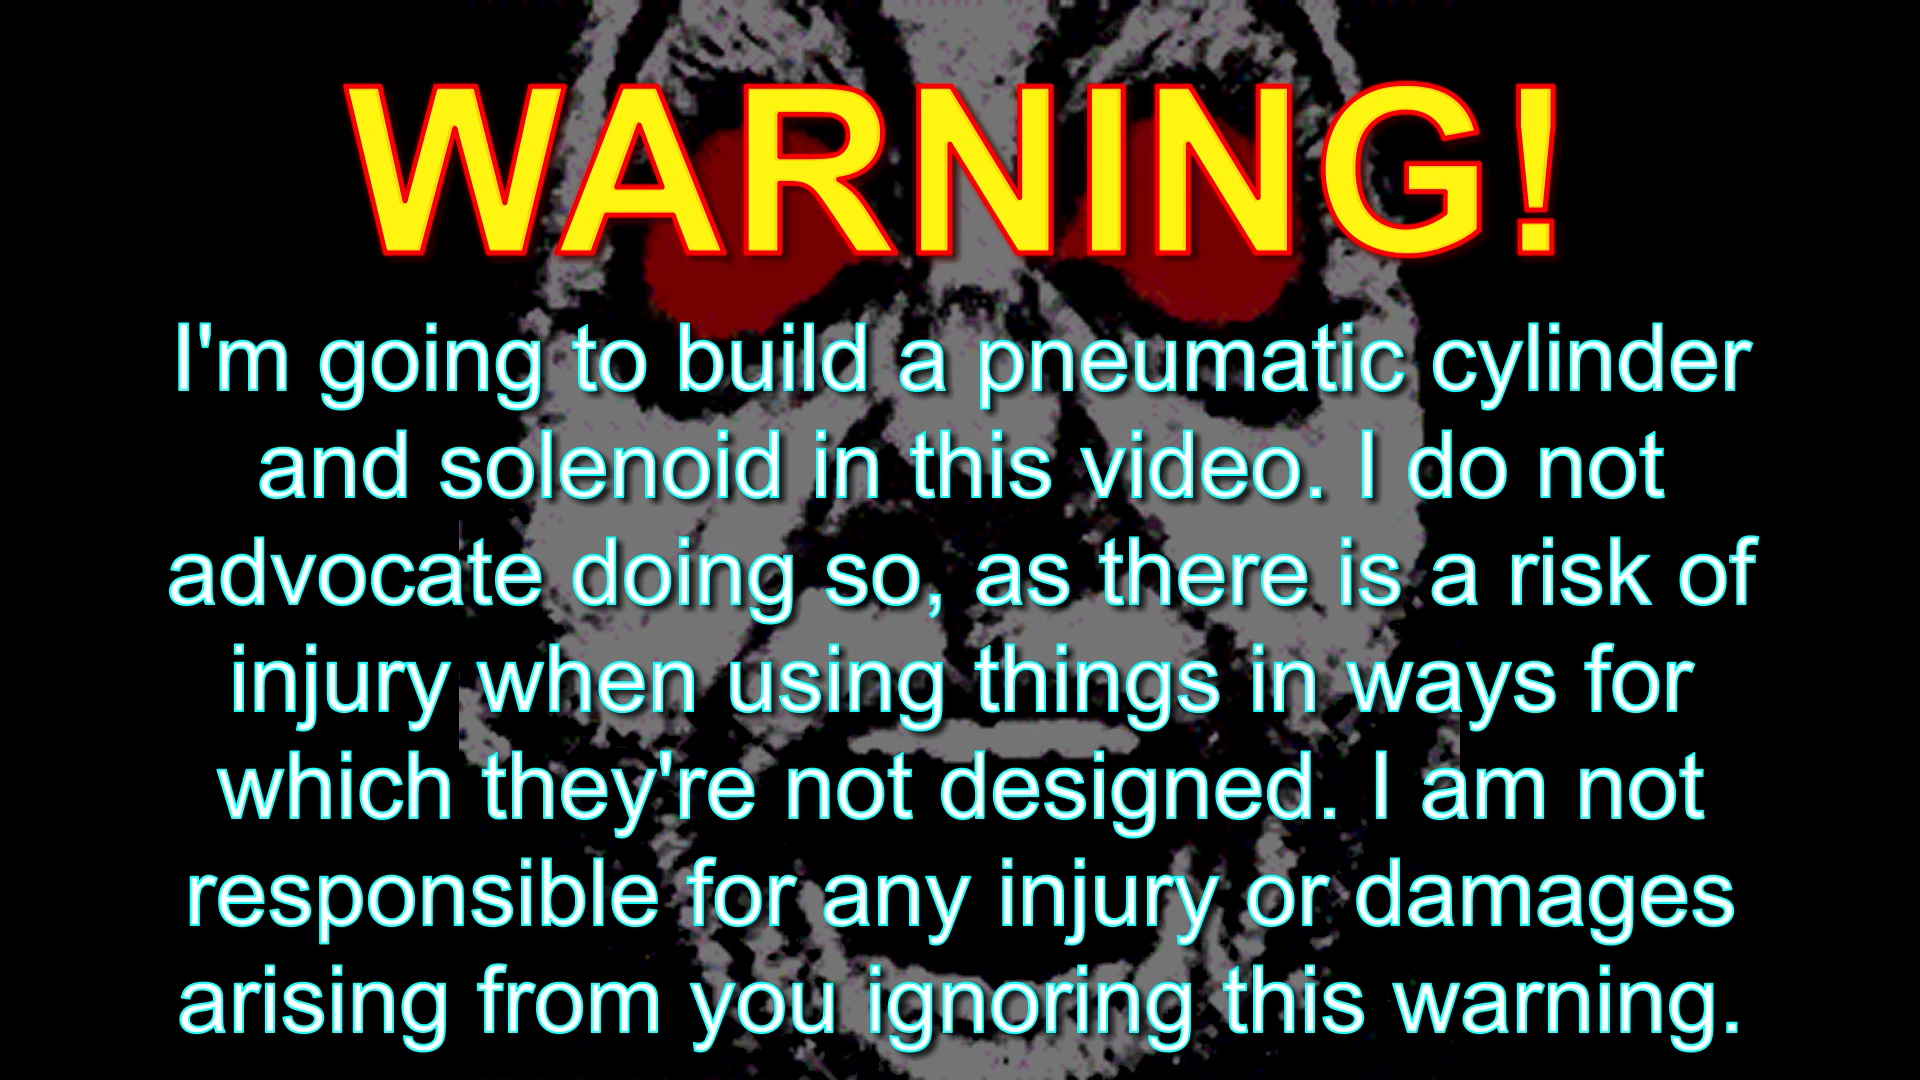 WARNING!
I'm going to build a pneumatic cylinder
and solenoid in this video. I do not
advocate doing so, as there is a risk of
injury when using things in ways for
which they're not designed. I am not
responsible for any injury or damages
arising from you ignoring this warning.